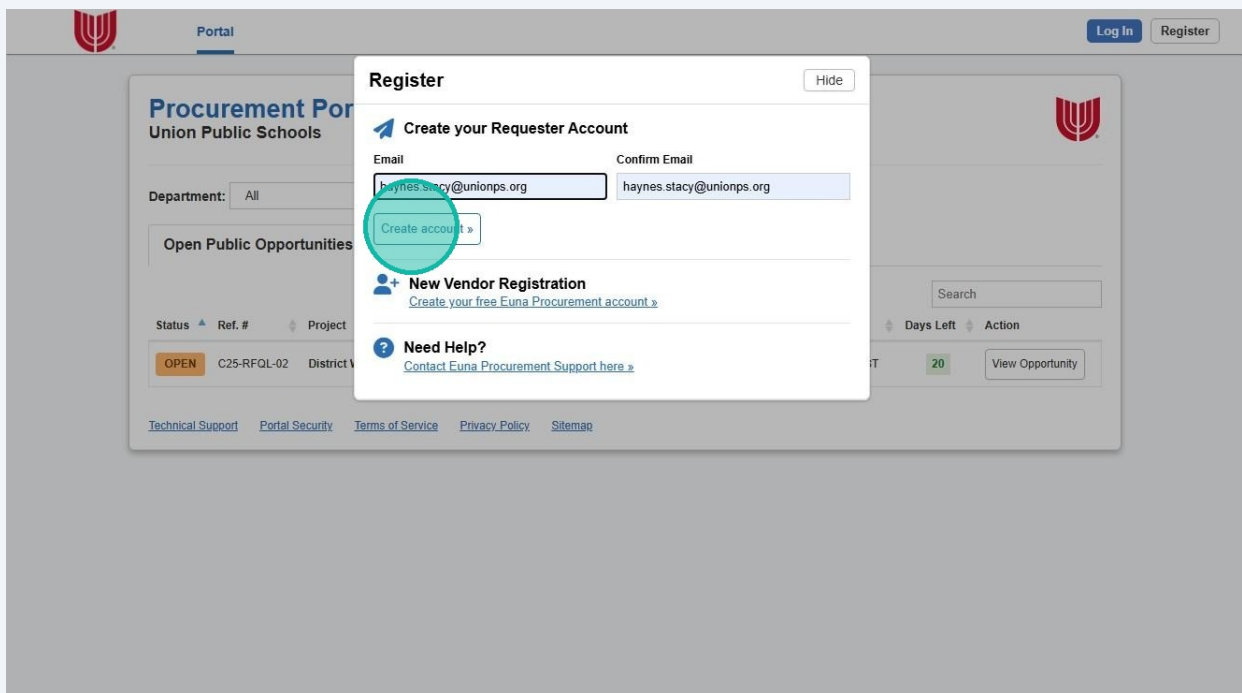 Portal
Log In
Register
Procurement Por
Union Public Schools
Department: All
Open Public Opportunities
Search
Status Ref. # Project Days Left Action
OPEN C25-RFQL-02 District ST 20 View Opportunity
Technical Support Portal Security Terms of Service Privacy Policy Sitemap
Register
Hide
Create your Requester Account
Email Confirm Email
haynes.stacy@unionps.org haynes.stacy@unionps.org
Create account »
New Vendor Registration
Create your free Euna Procurement account »
Need Help?
Contact Euna Procurement Support here »